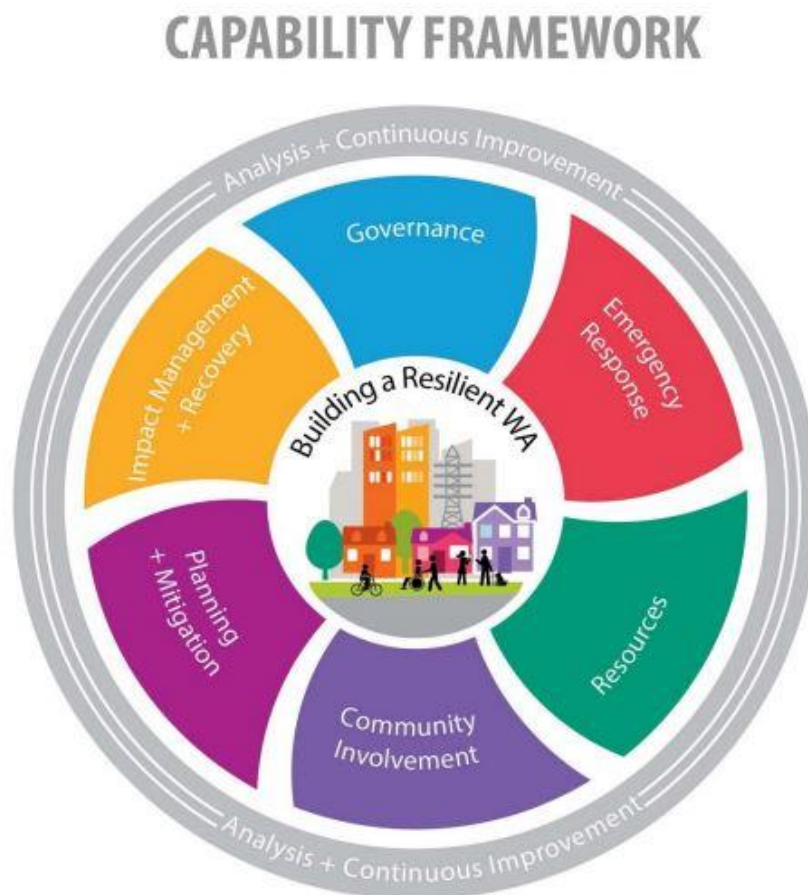 CAPABILITY FRAMEWORK
Analysis + Continuous Improvement
Governance
Emergency
Response
Resources
Community
Involvement
Planning
+ Mitigation
Impact Management
+ Recovery
Building a Resilient WA
Analysis + Continuous Improvement